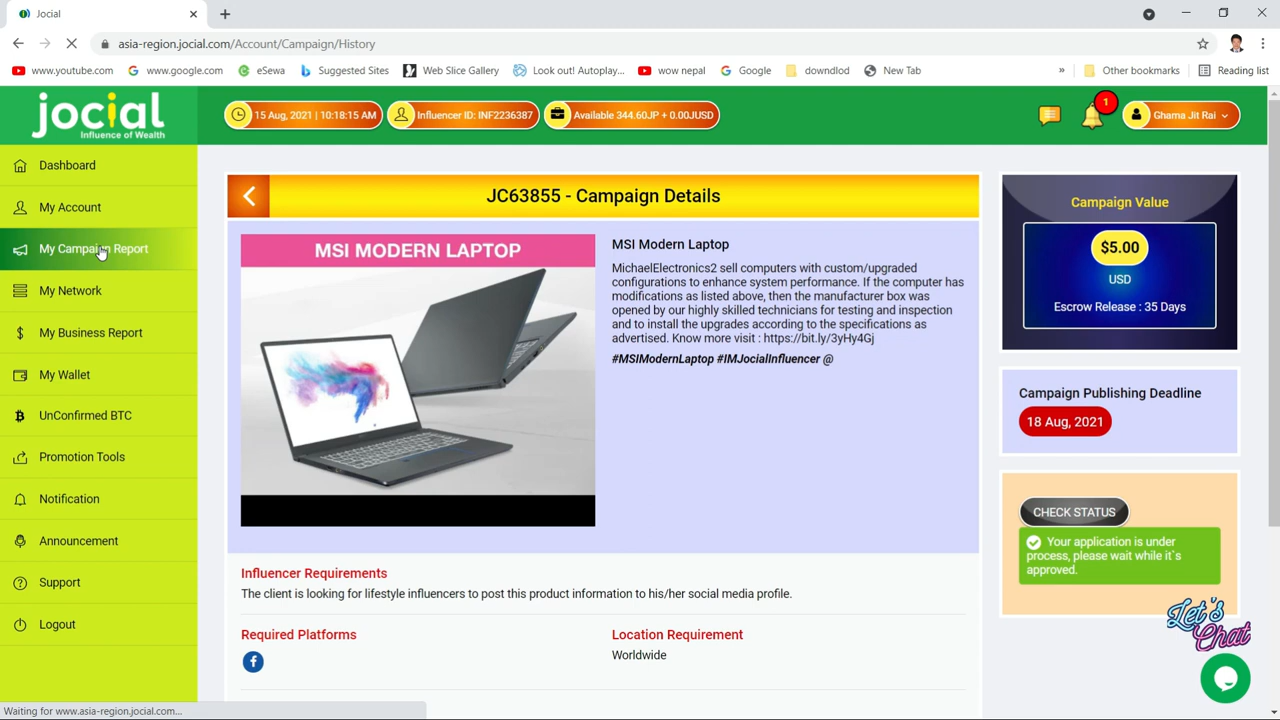 Jocial
asia-region.jocial.com/Account/Campaign/History
www.youtube.com
www.google.com
eSewa
Suggested Sites
Web Slice Gallery
Look out! Autoplay...
wow nepal
Google
downdlod
New Tab
»
Other bookmarks
Reading list
jocial
Influence of Wealth
15 Aug, 2021 | 10:18:15 AM
Influencer ID: INF2236387
Available 344.60JP + 0.00JUSD
1
Ghama Jit Rai
Dashboard
My Account
My Campaign Report
My Network
My Business Report
My Wallet
UnConfirmed BTC
Promotion Tools
Notification
Announcement
Support
Logout
JC63855 - Campaign Details
MSI MODERN LAPTOP
MSI Modern Laptop
MichaelElectronics2 sell computers with custom/upgraded
configurations to enhance system performance. If the computer has
modifications as listed above, then the manufacturer box was
opened by our highly skilled technicians for testing and inspection
and to install the upgrades according to the specifications as
advertised. Know more visit : https://bit.ly/3yHy4Gj
#MSIModernLaptop #IMJocialInfluencer @
Influencer Requirements
The client is looking for lifestyle influencers to post this product information to his/her social media profile.
Required Platforms
Location Requirement
Worldwide
Campaign Value
$5.00
USD
Escrow Release : 35 Days
Campaign Publishing Deadline
18 Aug, 2021
CHECK STATUS
Your application is under
process, please wait while it`s
approved.
Let's
Chat
Waiting for www.asia-region.jocial.com...